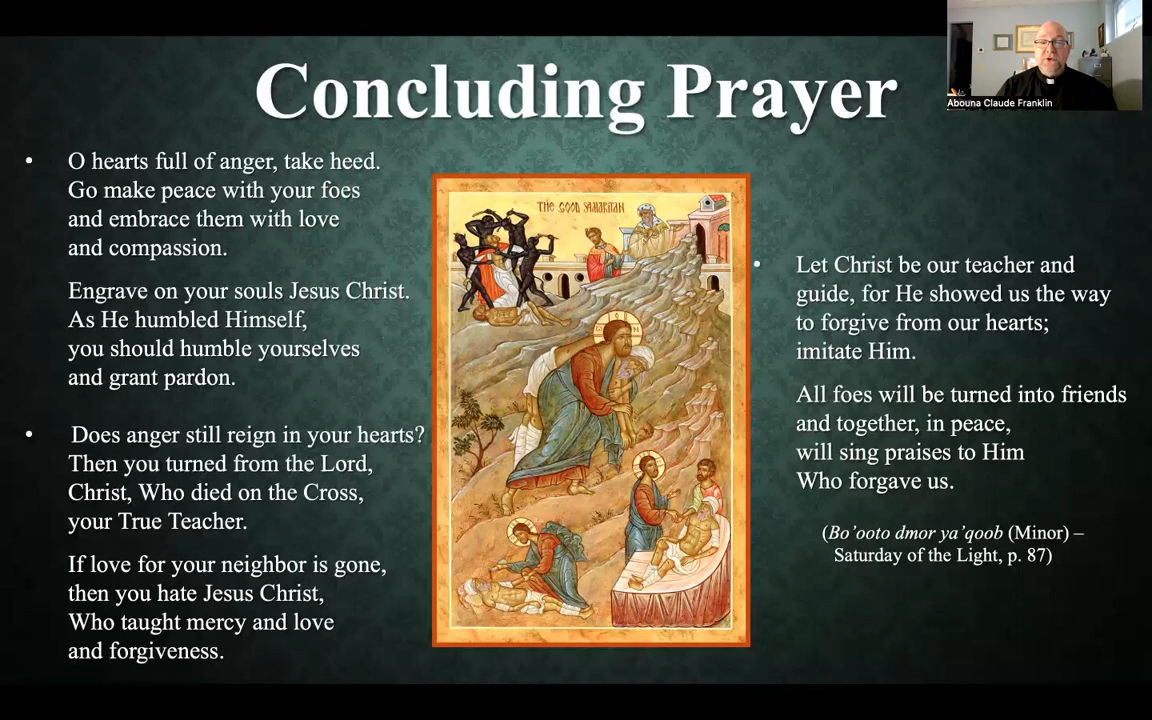 Concluding Prayer
Abouna Claude Franklin
• O hearts full of anger, take heed.
Go make peace with your foes
and embrace them with love
and compassion.
Engrave on your souls Jesus Christ.
As He humbled Himself,
you should humble yourselves
and grant pardon.
• Does anger still reign in your hearts?
Then you turned from the Lord,
Christ, Who died on the Cross,
your True Teacher.
If love for your neighbor is gone,
then you hate Jesus Christ,
Who taught mercy and love
and forgiveness.
THE GOOD SAMARITAN
• Let Christ be our teacher and
guide, for He showed us the way
to forgive from our hearts;
imitate Him.
All foes will be turned into friends
and together, in peace,
will sing praises to Him
Who forgave us.
(Bo’ooto dmor ya’qoob (Minor) –
Saturday of the Light, p. 87)